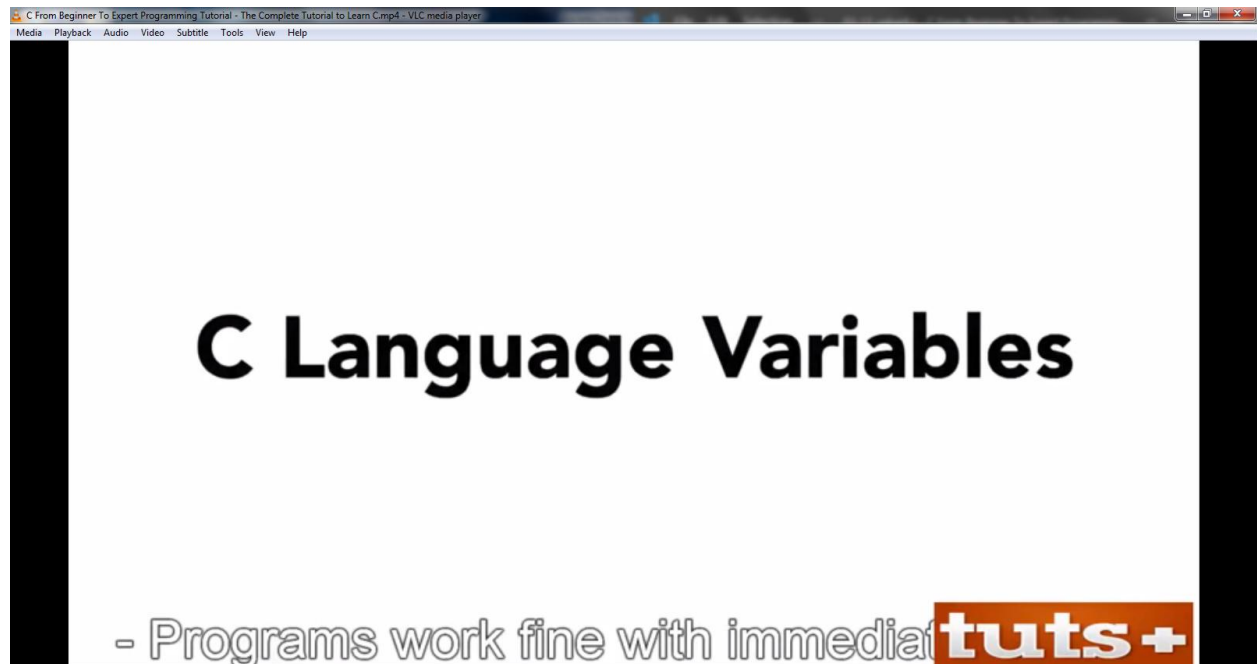 C From Beginner To Expert Programming Tutorial - The Complete Tutorial to Learn C.mp4 - VLC media player
Media Playback Audio Video Subtitle Tools View Help
C Language Variables
- Programs work fine with immediat
tuts+